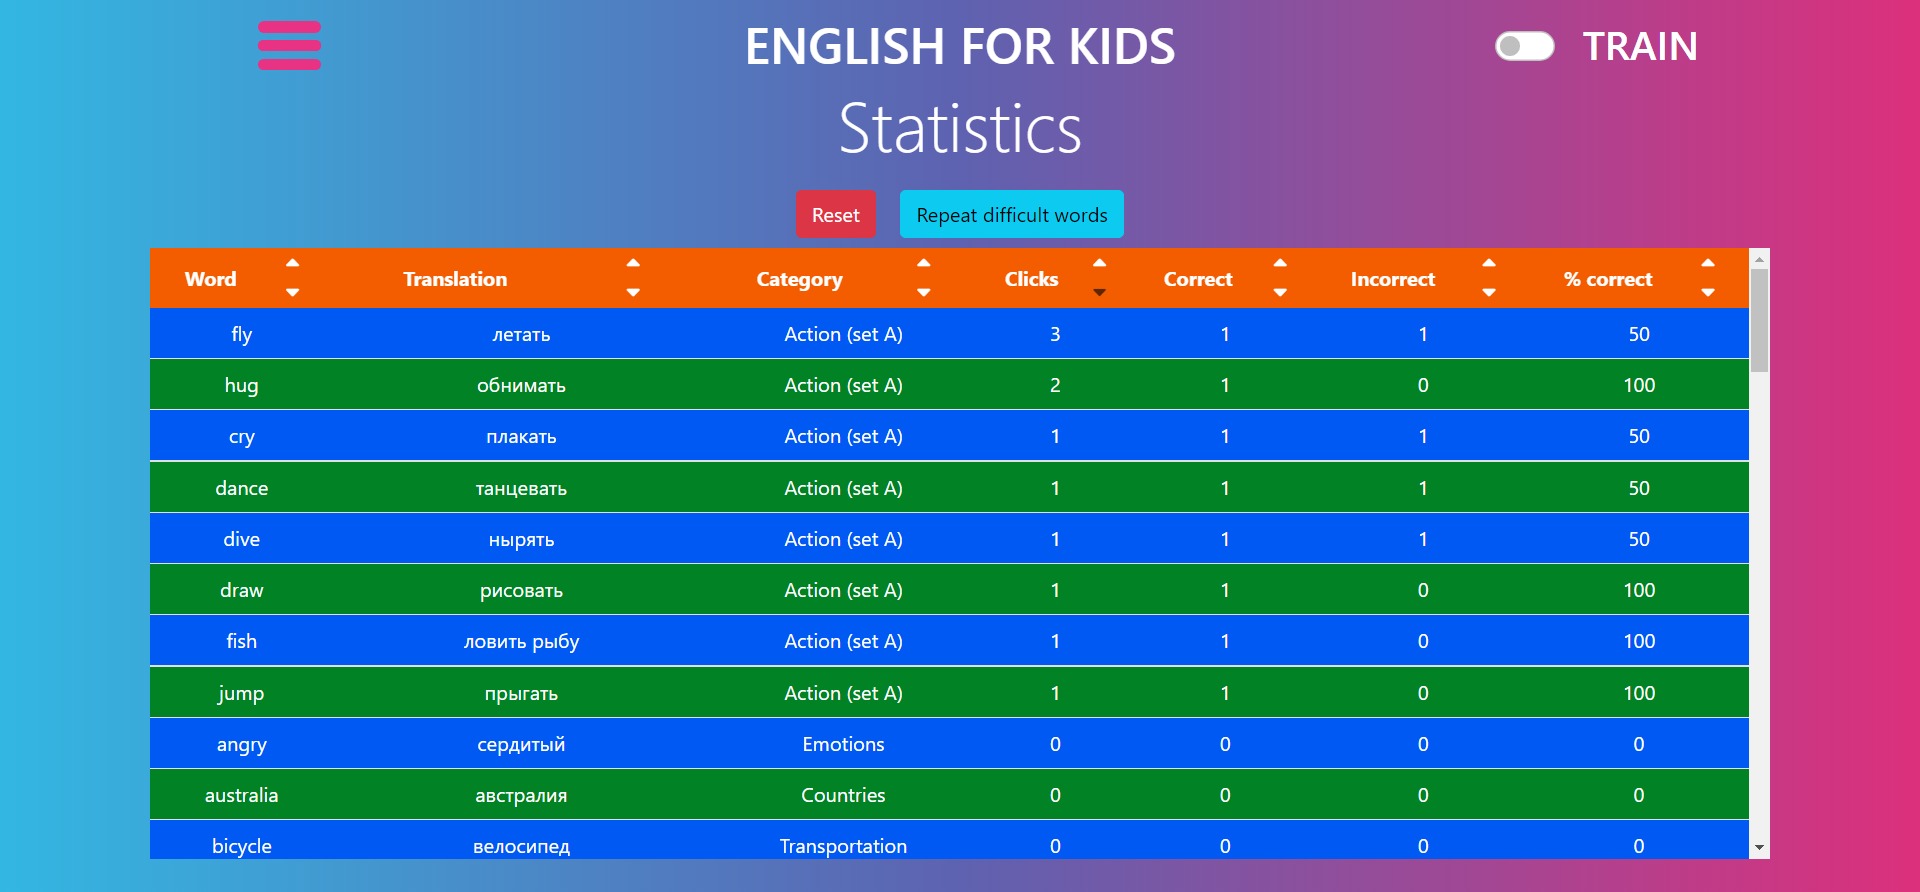 ENGLISH FOR KIDS
TRAIN
Statistics
Reset
Repeat difficult words
Word Translation Category Clicks Correct Incorrect % correct
fly летать Action (set A) 3 1 1 50
hug обнимать Action (set A) 2 1 0 100
cry плакать Action (set A) 1 1 1 50
dance танцевать Action (set A) 1 1 1 50
dive нырять Action (set A) 1 1 1 50
draw рисовать Action (set A) 1 1 0 100
fish ловить рыбу Action (set A) 1 1 0 100
jump прыгать Action (set A) 1 1 0 100
angry сердитый Emotions 0 0 0 0
australia австралия Countries 0 0 0 0
bicycle велосипед Transportation 0 0 0 0